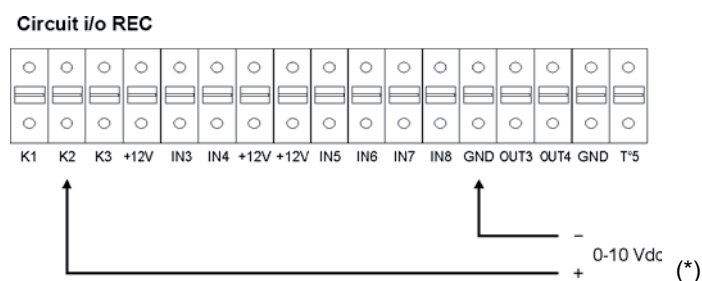 Circuit i/o REC
K1 K2 K3 +12V IN3 IN4 +12V +12V IN5 IN6 IN7 IN8 GND OUT3 OUT4 GND T°5
−
0-10 Vdc
+ (*)